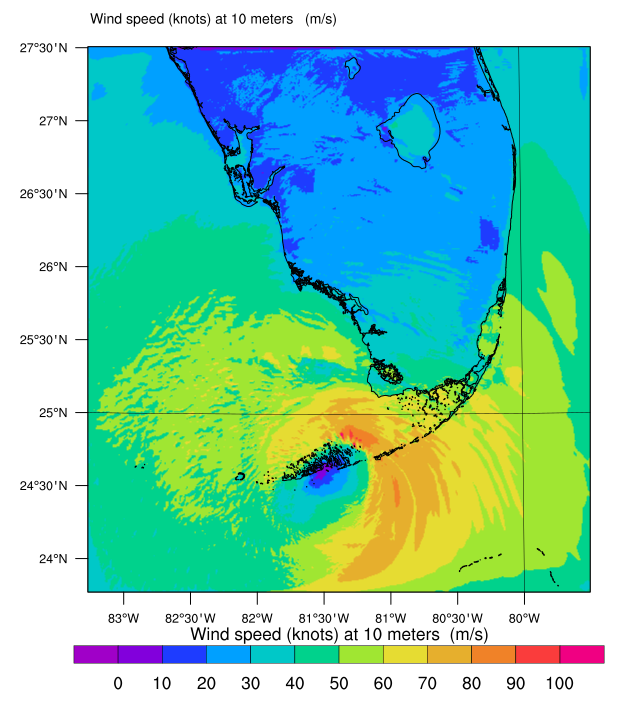 Wind speed (knots) at 10 meters (m/s)
27°30'N
27°N
26°30'N
26°N
25°30'N
25°N
24°30'N
24°N
83°W 82°30'W 82°W 81°30'W 81°W 80°30'W 80°W
Wind speed (knots) at 10 meters (m/s)
0 10 20 30 40 50 60 70 80 90 100